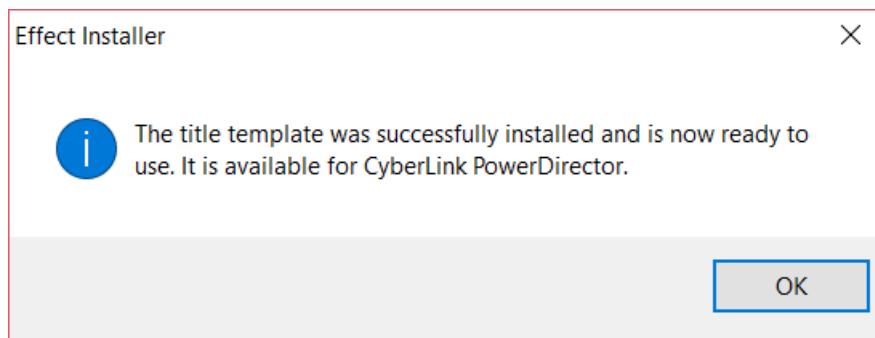 Effect Installer
The title template was successfully installed and is now ready to
use. It is available for CyberLink PowerDirector.
OK